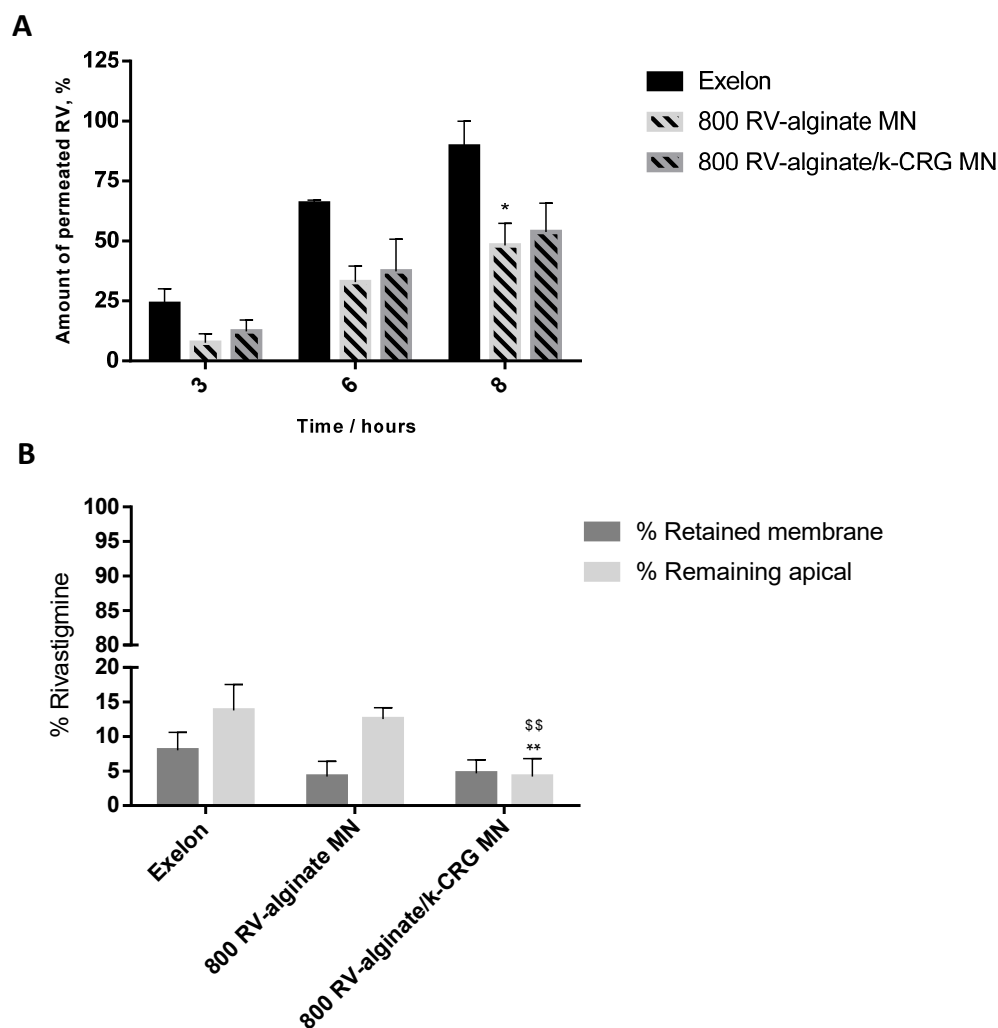 A
Amount of permeated RV, %
125
100
75
50
25
0
3
6
8
*
Time / hours
Exelon
800 RV-alginate MN
800 RV-alginate/k-CRG MN
B
% Rivastigmine
100
95
90
85
80
20
15
10
5
0
$$
**
Exelon
800 RV-alginate MN
800 RV-alginate/k-CRG MN
% Retained membrane
% Remaining apical